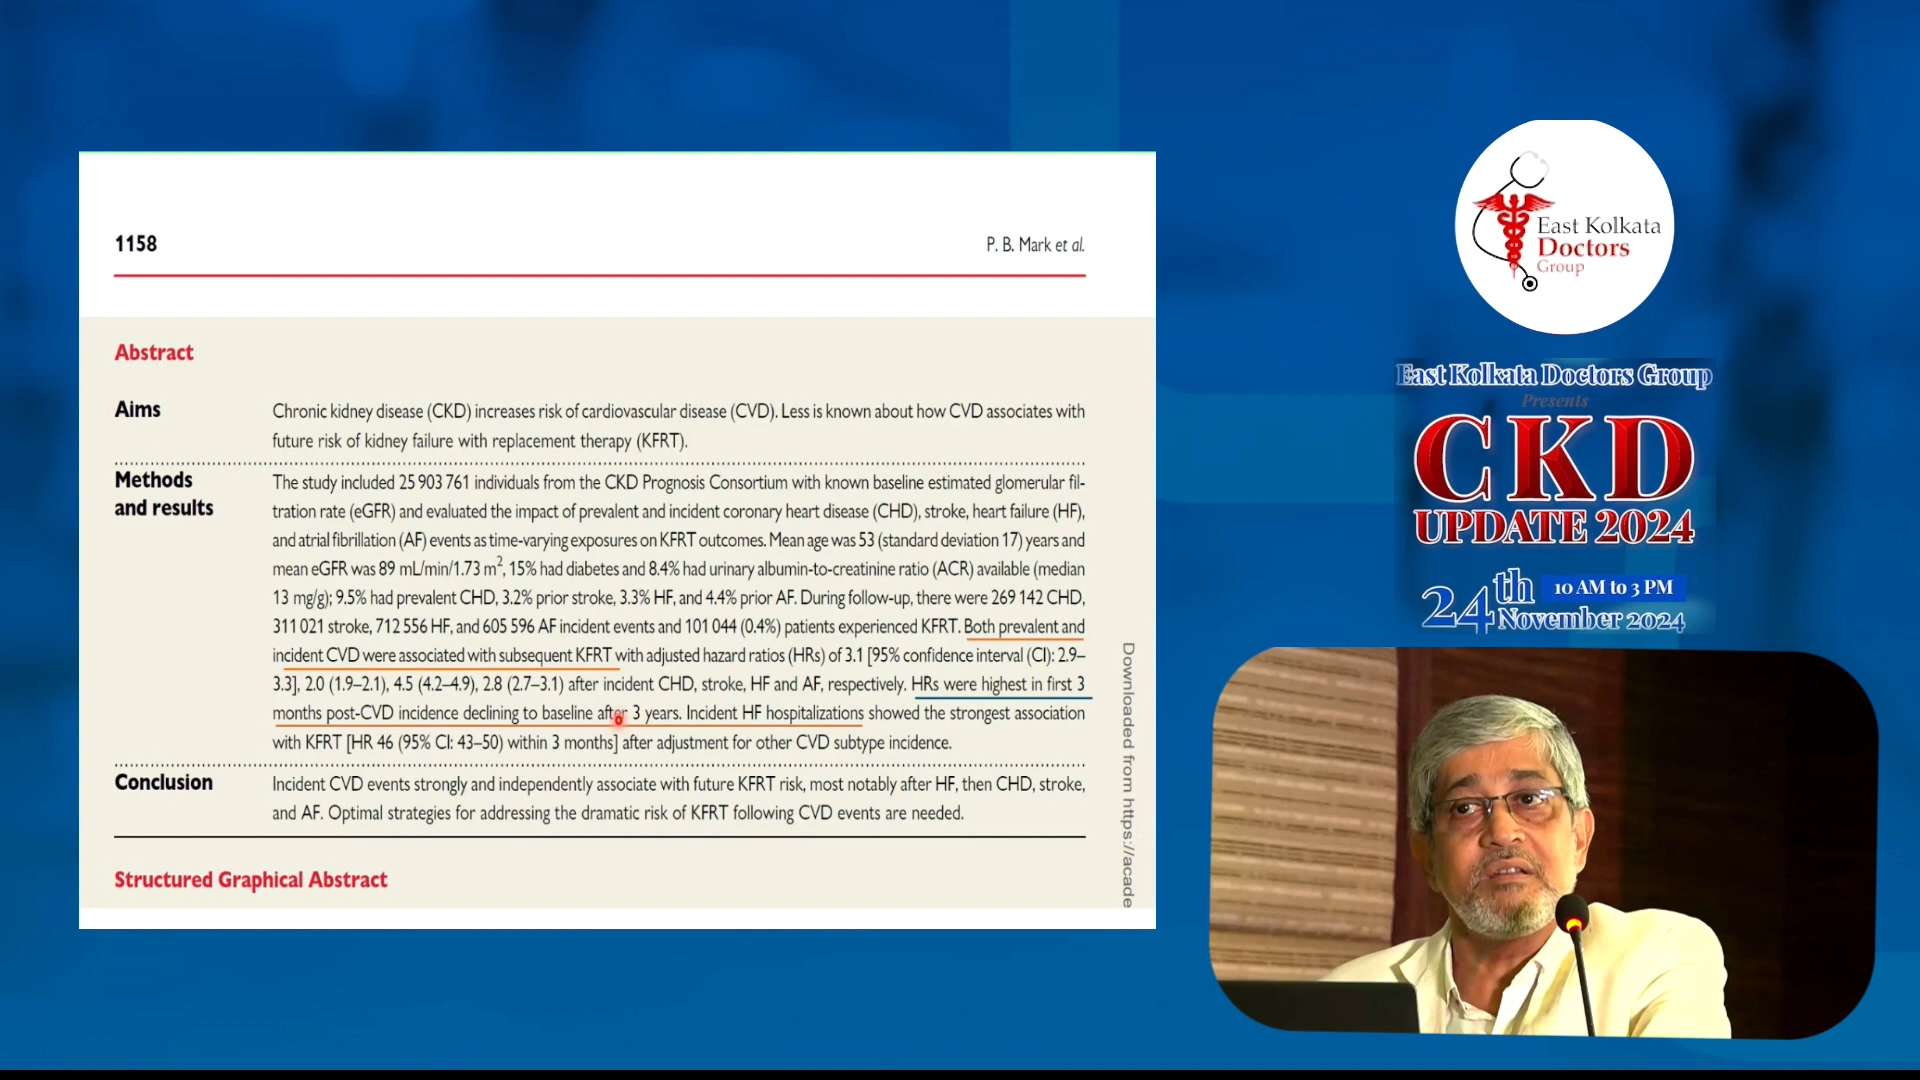 1158
P. B. Mark et al.
Abstract
Aims
Chronic kidney disease (CKD) increases risk of cardiovascular disease (CVD). Less is known about how CVD associates with
future risk of kidney failure with replacement therapy (KFRT).
Methods
and results
The study included 25 903 761 individuals from the CKD Prognosis Consortium with known baseline estimated glomerular fil-
tration rate (eGFR) and evaluated the impact of prevalent and incident coronary heart disease (CHD), stroke, heart failure (HF),
and atrial fibrillation (AF) events as time-varying exposures on KFRT outcomes. Mean age was 53 (standard deviation 17) years and
mean eGFR was 89 mL/min/1.73 m², 15% had diabetes and 8.4% had urinary albumin-to-creatinine ratio (ACR) available (median
13 mg/g); 9.5% had prevalent CHD, 3.2% prior stroke, 3.3% HF, and 4.4% prior AF. During follow-up, there were 269 142 CHD,
311 021 stroke, 712 556 HF, and 605 596 AF incident events and 101 044 (0.4%) patients experienced KFRT. Both prevalent and
incident CVD were associated with subsequent KFRT with adjusted hazard ratios (HRs) of 3.1 [95% confidence interval (CI): 2.9–
3.3], 2.0 (1.9–2.1), 4.5 (4.2–4.9), 2.8 (2.7–3.1) after incident CHD, stroke, HF and AF, respectively. HRs were highest in first 3
months post-CVD incidence declining to baseline after 3 years. Incident HF hospitalizations showed the strongest association
with KFRT [HR 46 (95% CI: 43–50) within 3 months] after adjustment for other CVD subtype incidence.
Conclusion
Incident CVD events strongly and independently associate with future KFRT risk, most notably after HF, then CHD, stroke,
and AF. Optimal strategies for addressing the dramatic risk of KFRT following CVD events are needed.
Structured Graphical Abstract
Downloaded from https://acade
East Kolkata
Doctors
Group
East Kolkata Doctors Group
Presents
CKD
UPDATE 2024
24th
10 AM to 3 PM
November 2024